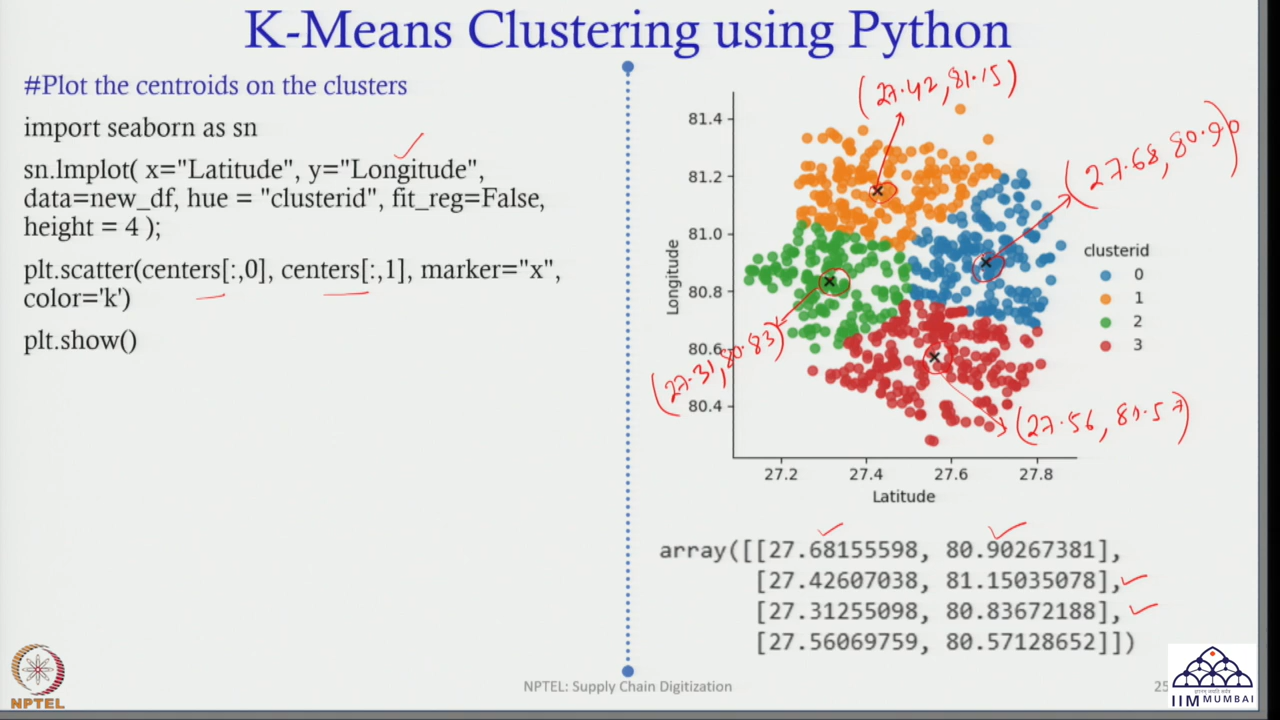 K-Means Clustering using Python
#Plot the centroids on the clusters
import seaborn as sn
sn.lmplot( x="Latitude", y="Longitude",
data=new_df, hue = "clusterid", fit_reg=False,
height = 4 );
plt.scatter(centers[:,0], centers[:,1], marker="x",
color='k')
plt.show()
(27.42, 81.15)
(27.68, 80.90)
(27.31, 80.83)
(27.56, 80.57)
81.4
81.2
81.0
80.8
80.6
80.4
Longitude
27.2 27.4 27.6 27.8
Latitude
clusterid
0
1
2
3
array([[27.68155598, 80.90267381],
[27.42607038, 81.15035078],
[27.31255098, 80.83672188],
[27.56069759, 80.57128652]])
NPTEL
NPTEL: Supply Chain Digitization
25
IIM MUMBAI